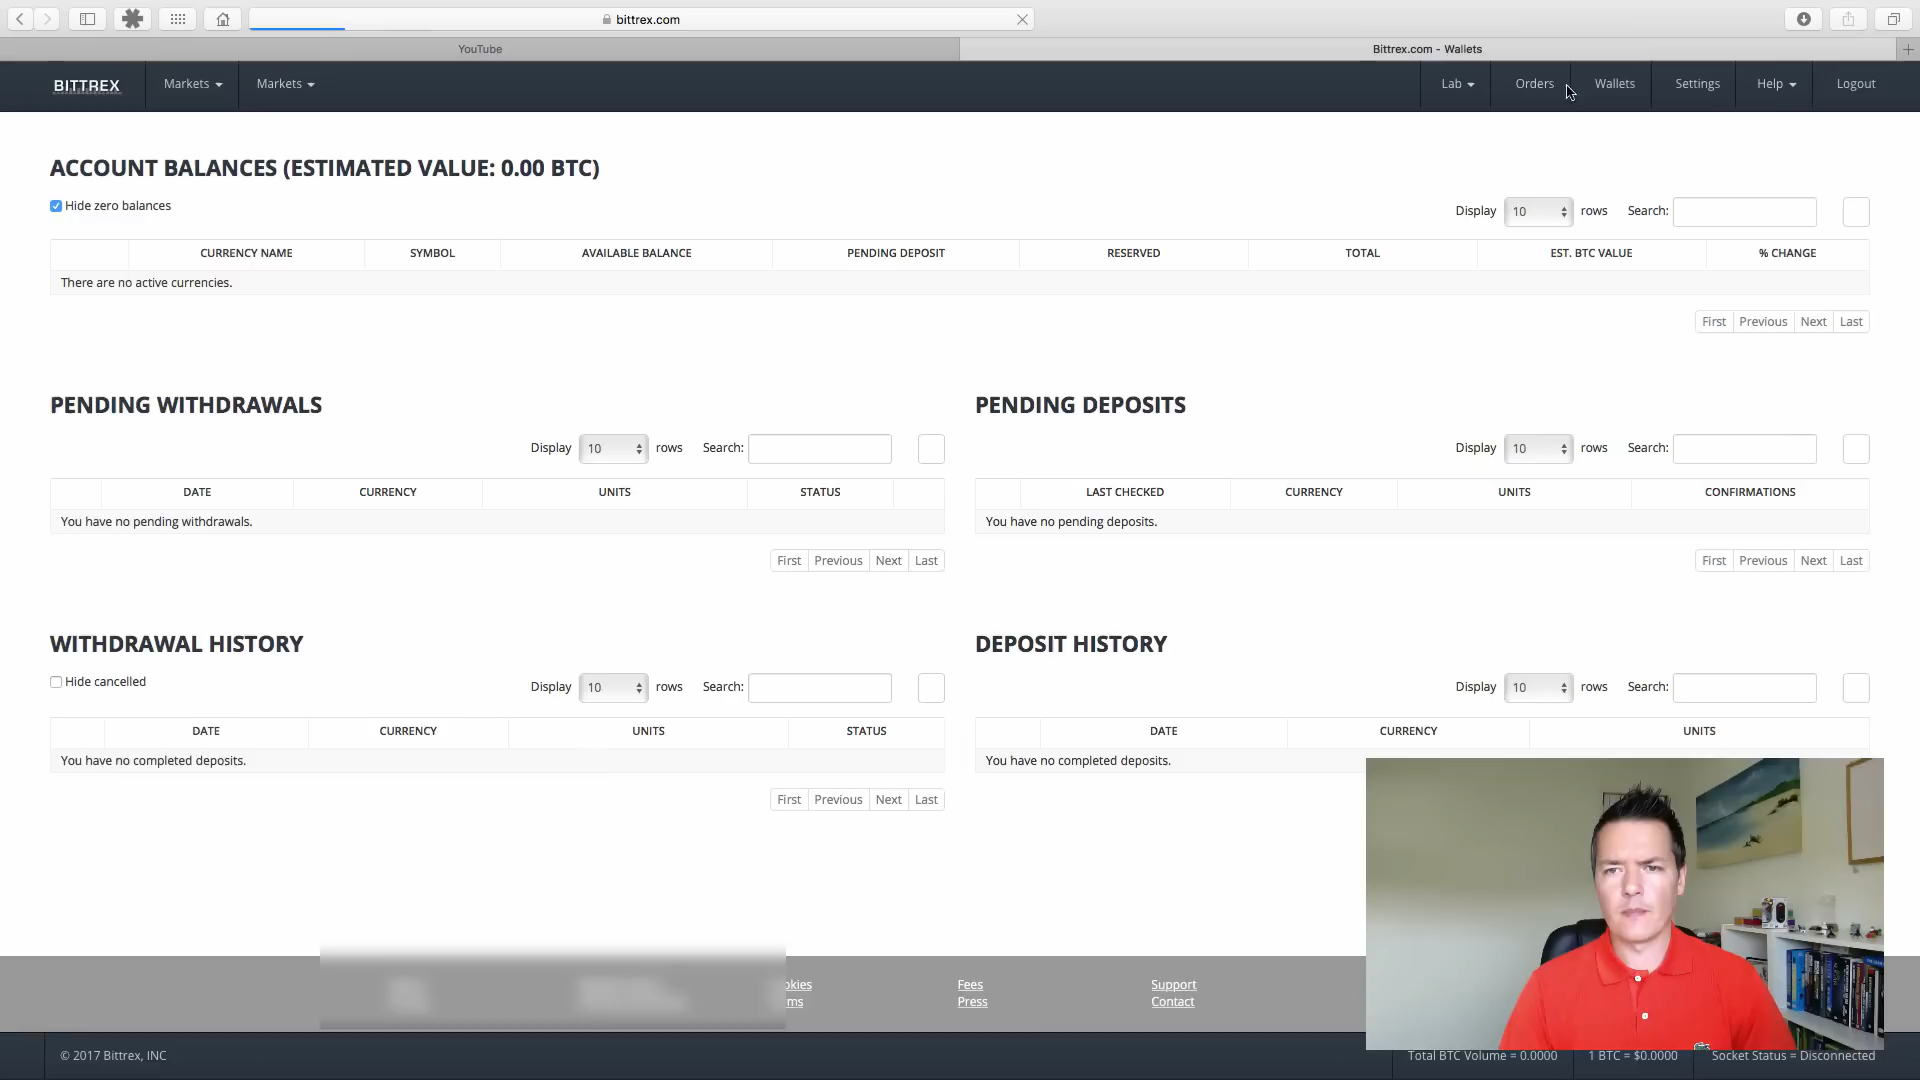 bittrex.com
YouTube
Bittrex.com - Wallets
BITTREX
Markets
Markets
Lab
Orders
Wallets
Settings
Help
Logout
ACCOUNT BALANCES (ESTIMATED VALUE: 0.00 BTC)
Hide zero balances
Display 10 rows Search:
CURRENCY NAME SYMBOL AVAILABLE BALANCE PENDING DEPOSIT RESERVED TOTAL EST. BTC VALUE % CHANGE
There are no active currencies.
First Previous Next Last
PENDING WITHDRAWALS
Display 10 rows Search:
DATE CURRENCY UNITS STATUS
You have no pending withdrawals.
First Previous Next Last
PENDING DEPOSITS
Display 10 rows Search:
LAST CHECKED CURRENCY UNITS CONFIRMATIONS
You have no pending deposits.
First Previous Next Last
WITHDRAWAL HISTORY
Hide cancelled
Display 10 rows Search:
DATE CURRENCY UNITS STATUS
You have no completed deposits.
First Previous Next Last
DEPOSIT HISTORY
Display 10 rows Search:
DATE CURRENCY UNITS
You have no completed deposits.
okies Fees Support
ms Press Contact
© 2017 Bittrex, INC
Total BTC Volume = 0.0000
1 BTC = $0.0000
Socket Status = Disconnected